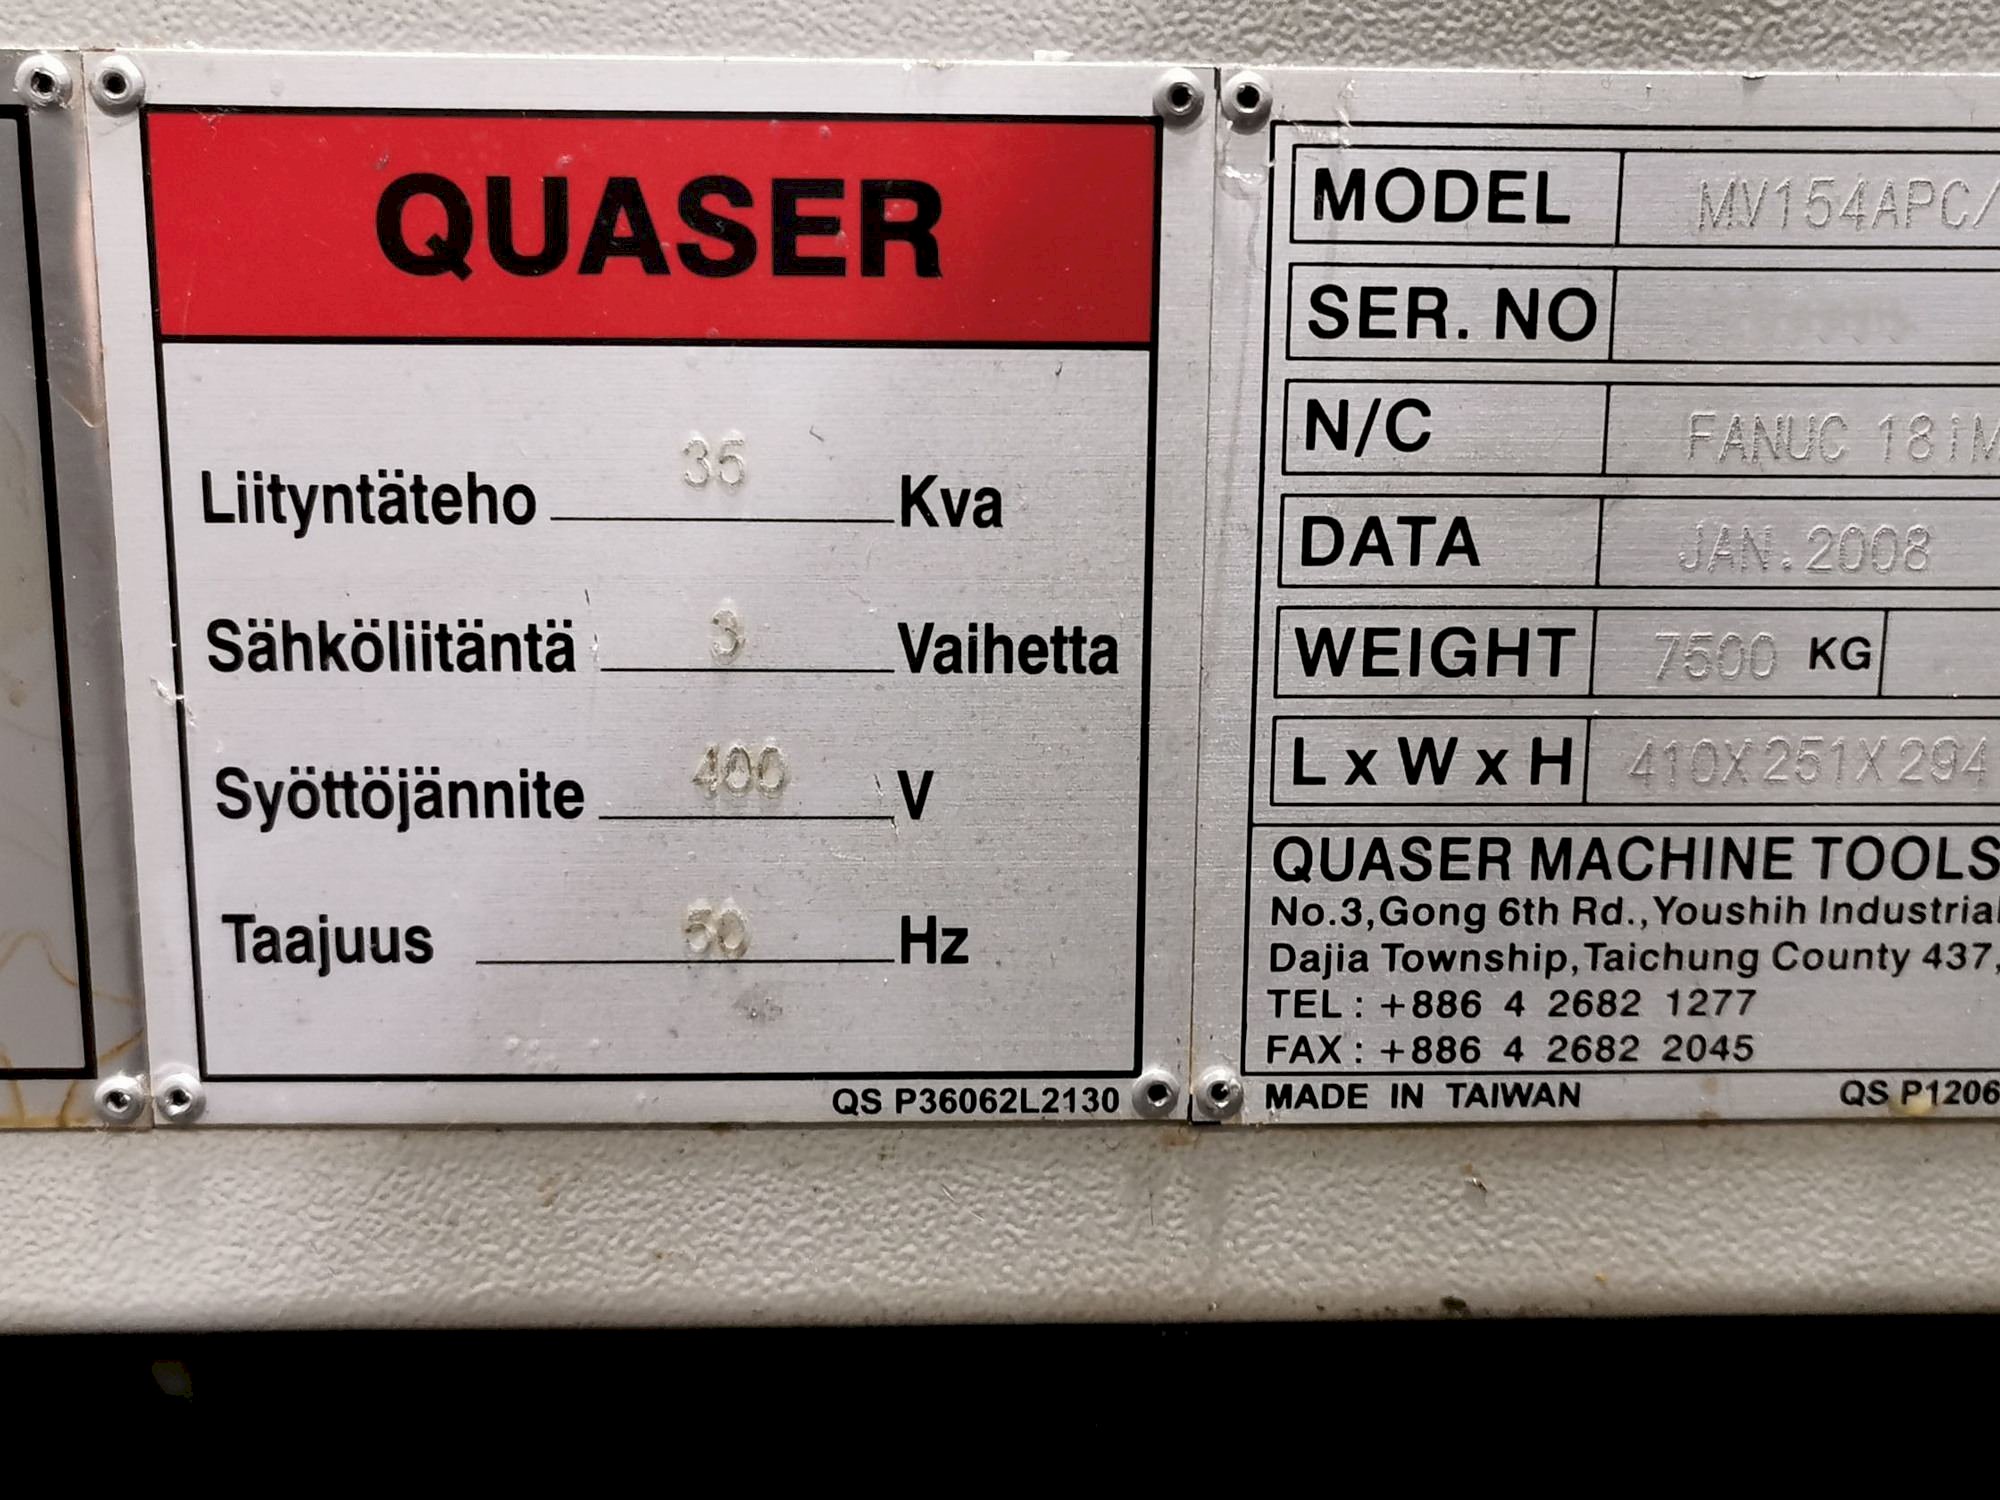 QUASER
Liityntäteho 35 Kva
Sähköliitäntä 3 Vaihetta
Syöttöjännite 400 V
Taajuus 50 Hz
QS P36062L2130
MODEL MV154APC/
SER. NO
N/C FANUC 18iM
DATA JAN.2008
WEIGHT 7500 KG
L x W x H 410X251X294
QUASER MACHINE TOOLS
No.3,Gong 6th Rd.,Youshih Industrial
Dajia Township,Taichung County 437,
TEL : +886 4 2682 1277
FAX : +886 4 2682 2045
MADE IN TAIWAN QS P1206